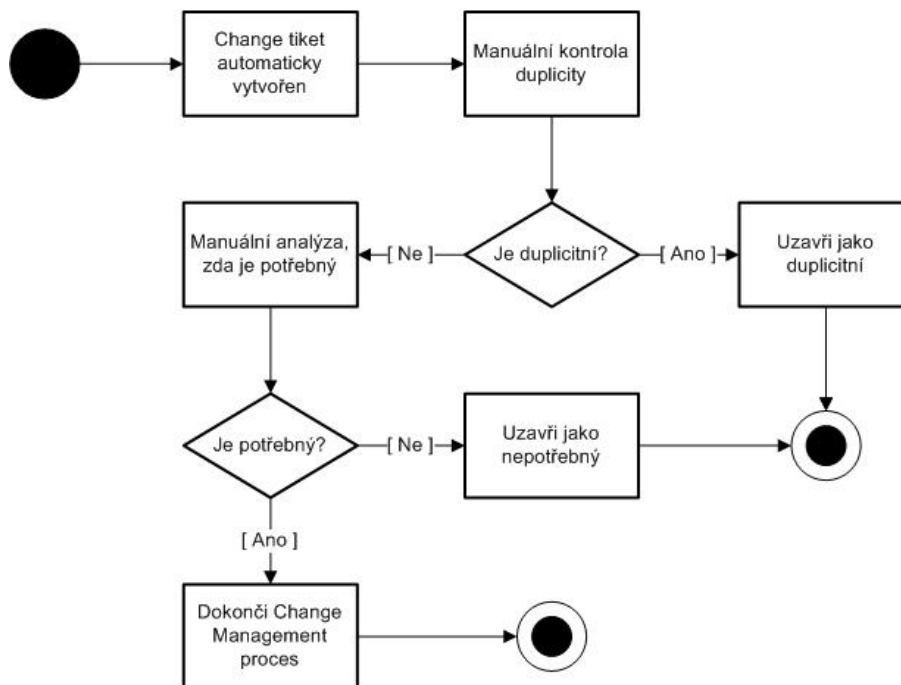 Change tiket
automaticky
vytvořen
Manuální kontrola
duplicity
Manuální analýza,
zda je potřebný
[ Ne ]
Je duplicitní?
[ Ano ]
Uzavři jako
duplicitní
Je potřebný?
[ Ne ]
Uzavři jako
nepotřebný
[ Ano ]
Dokonči Change
Management
proces